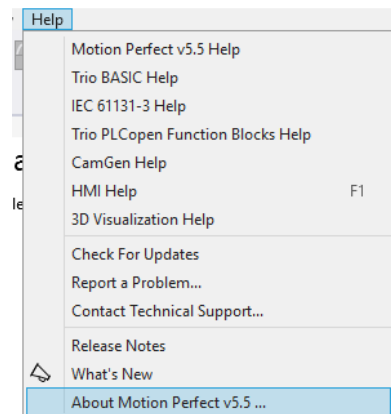 Help
Motion Perfect v5.5 Help
Trio BASIC Help
IEC 61131-3 Help
Trio PLCopen Function Blocks Help
CamGen Help
HMI Help F1
3D Visualization Help
Check For Updates
Report a Problem...
Contact Technical Support...
Release Notes
What's New
About Motion Perfect v5.5 ...